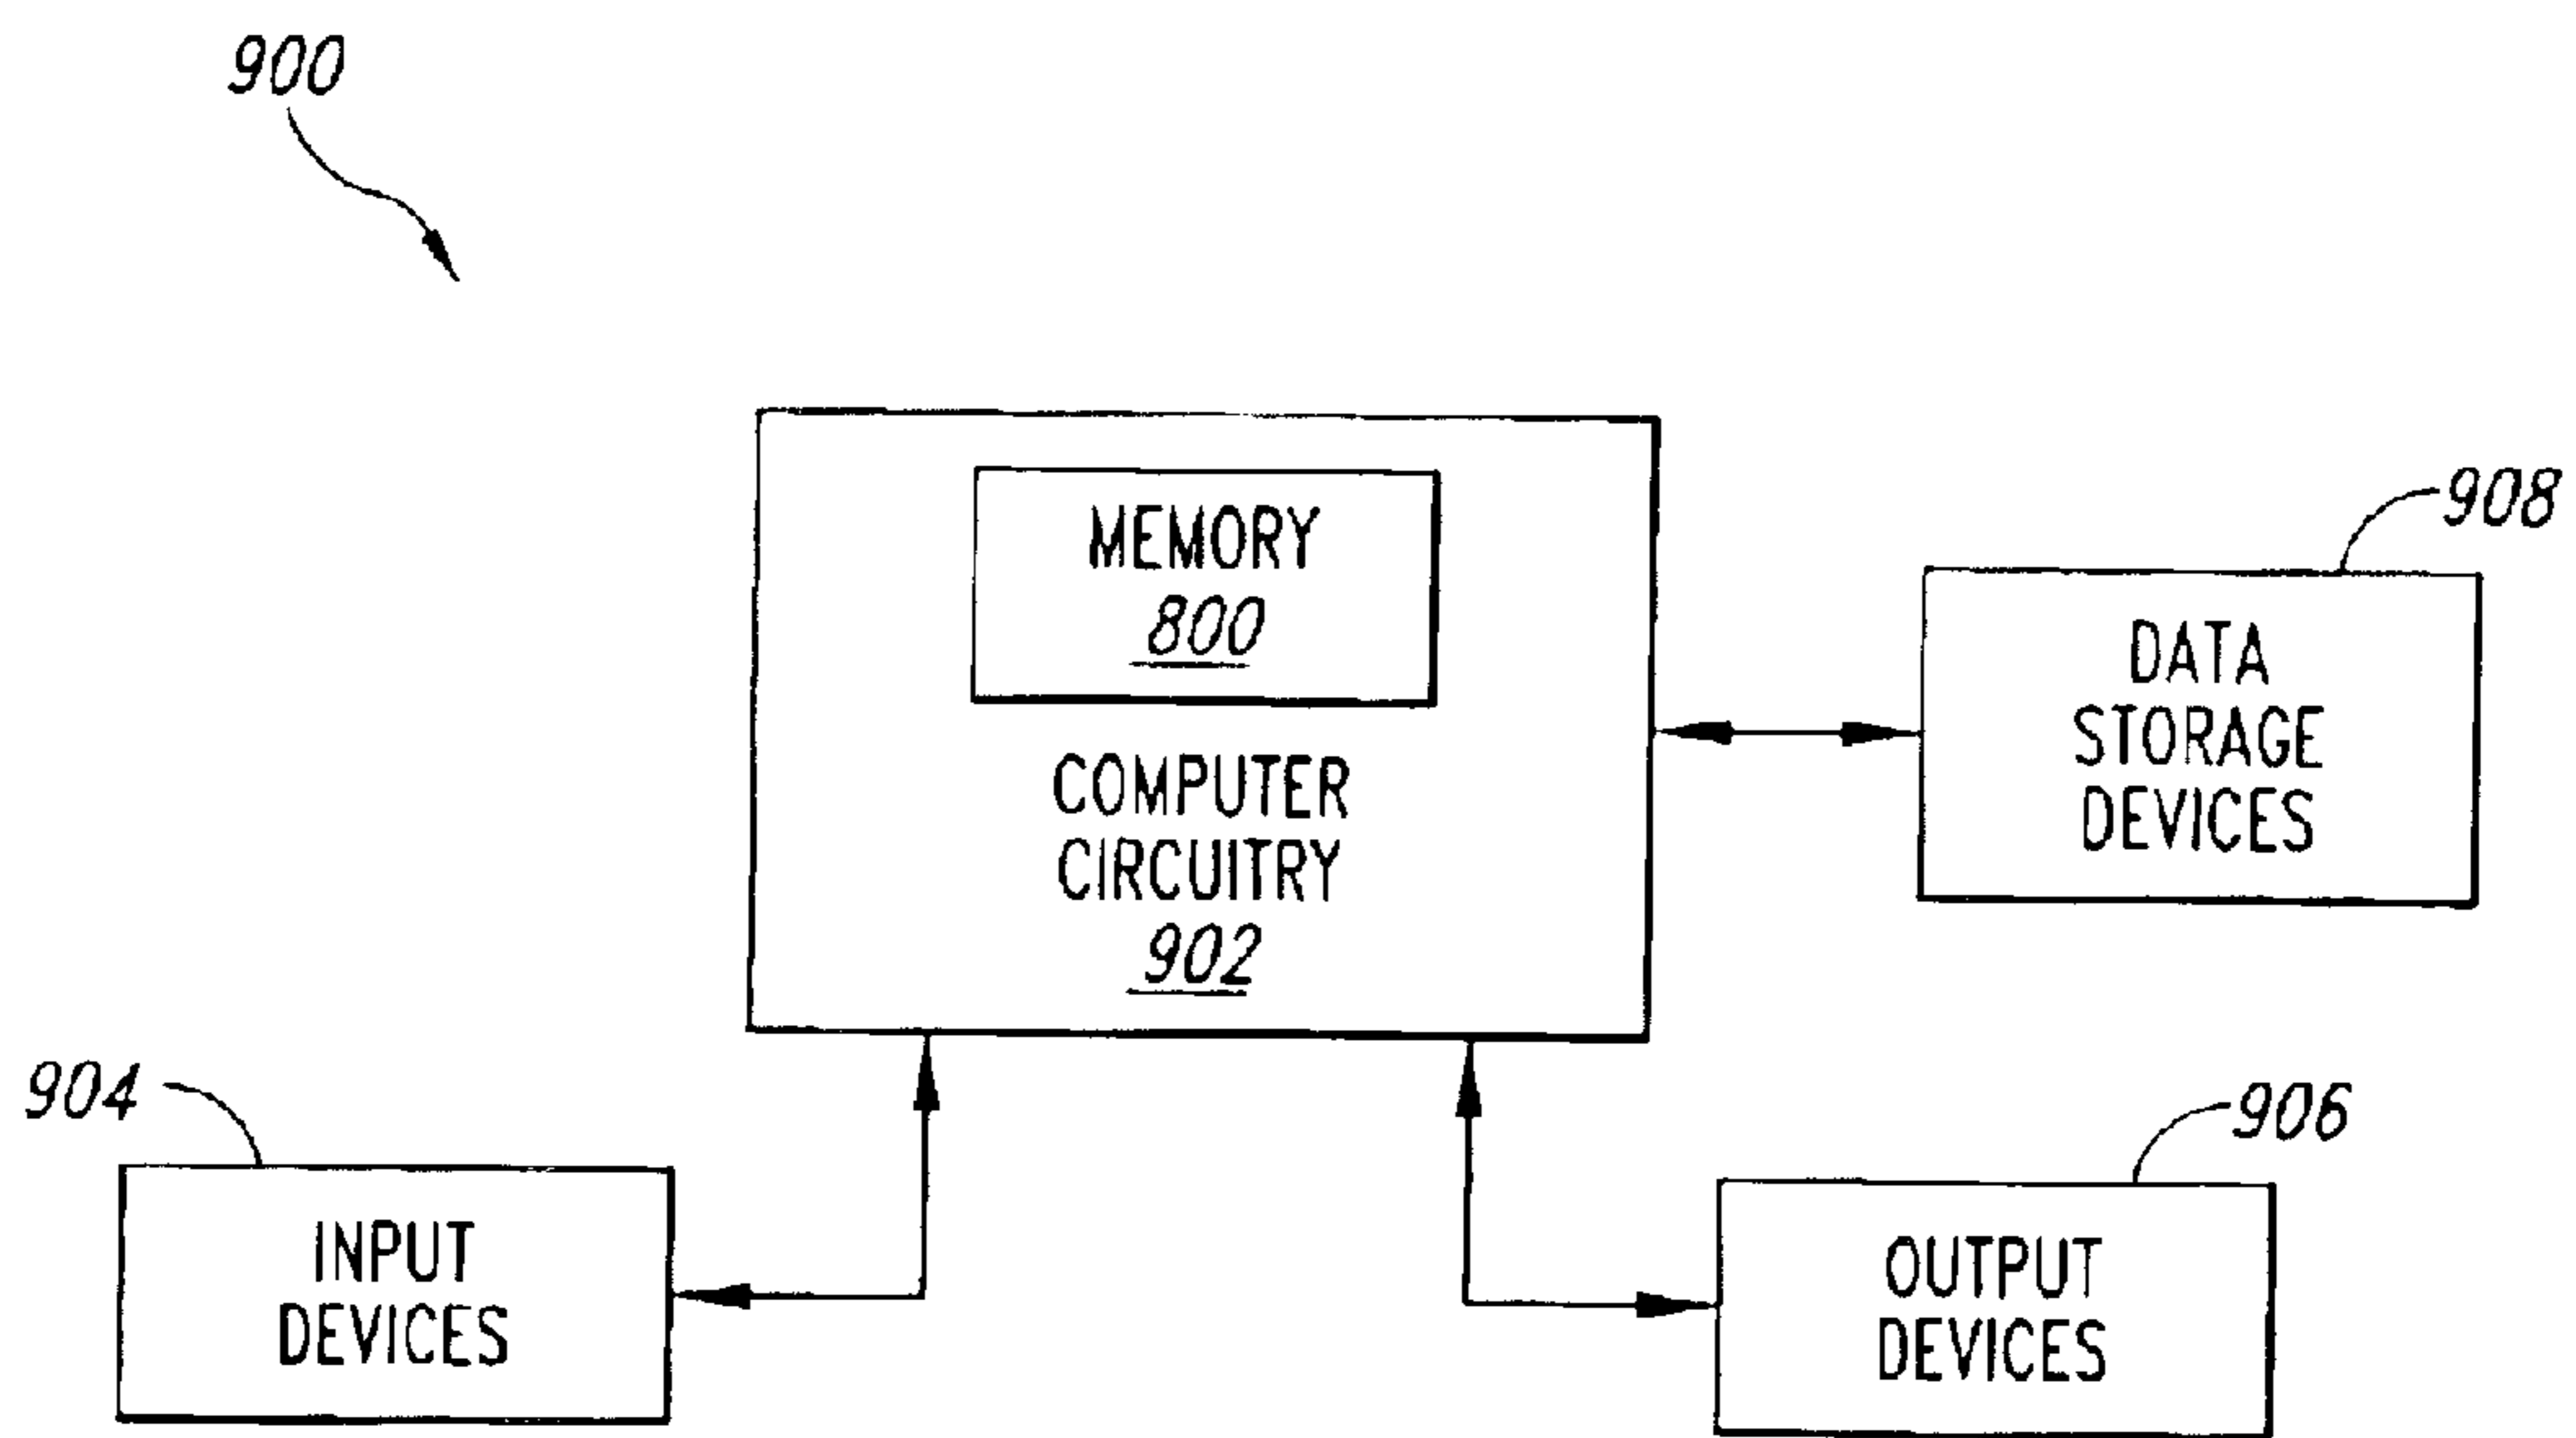 900
MEMORY
800
COMPUTER
CIRCUITRY
902
908
DATA
STORAGE
DEVICES
904
INPUT
DEVICES
906
OUTPUT
DEVICES